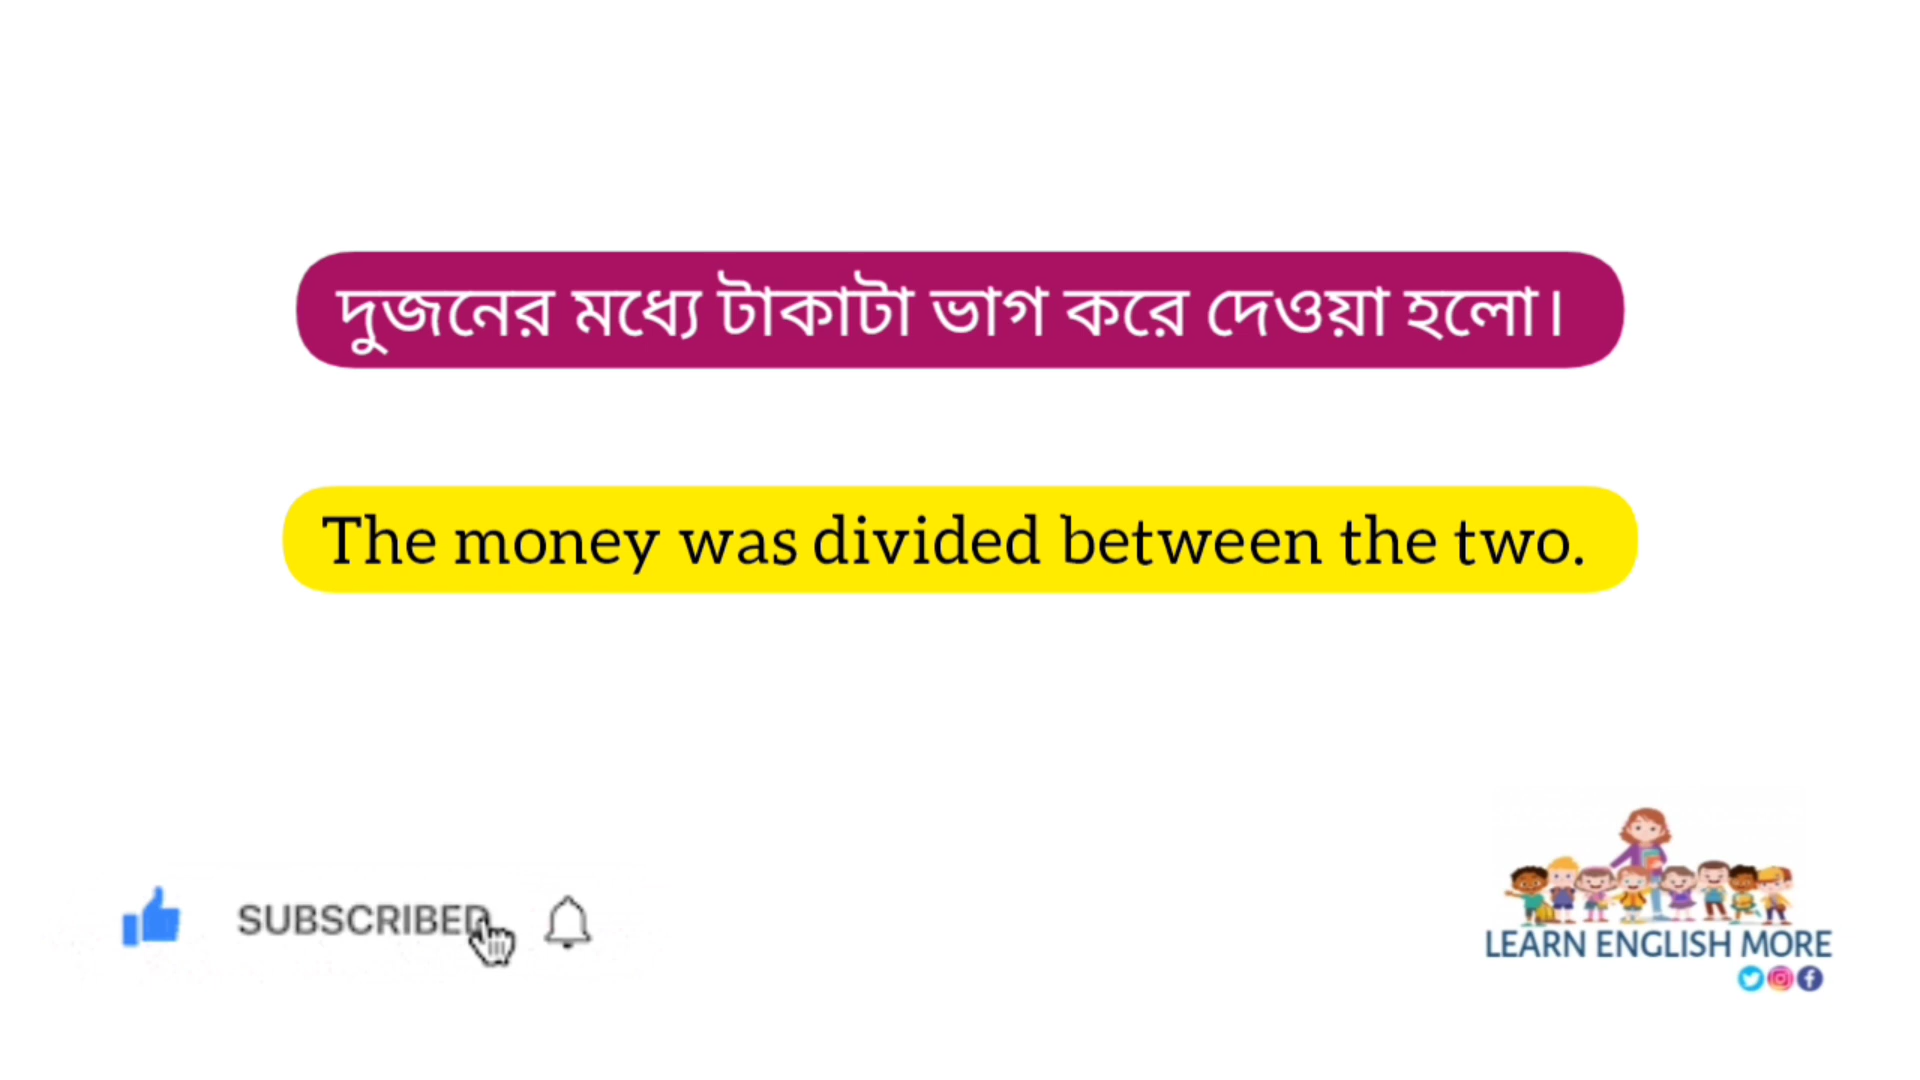 দুজনের মধ্যে টাকাটা ভাগ করে দেওয়া হলো।
The money was divided between the two.
SUBSCRIBED
LEARN ENGLISH MORE